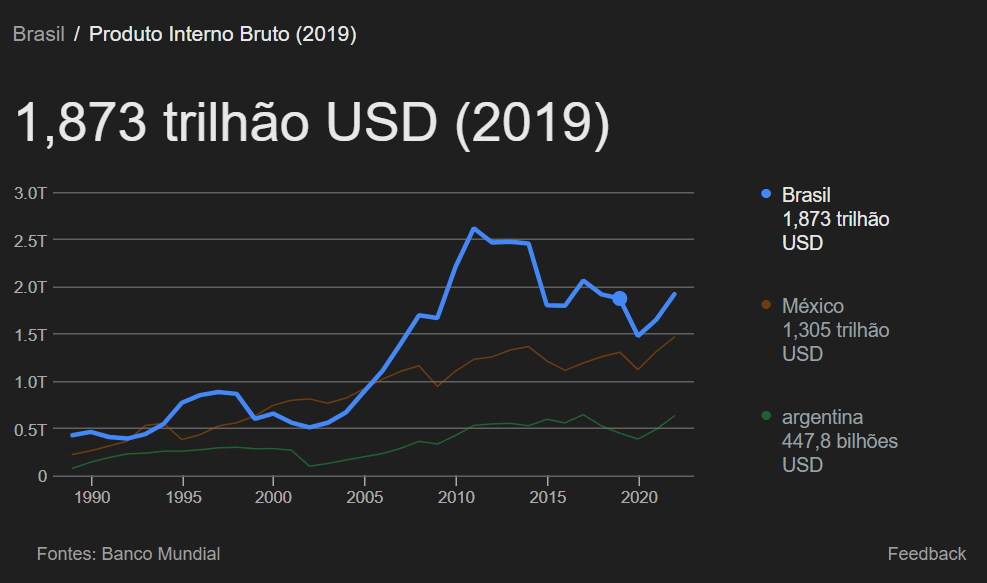 Brasil / Produto Interno Bruto (2019)
1,873 trilhão USD (2019)
3.0T
2.5T
2.0T
1.5T
1.0T
0.5T
0
1990 1995 2000 2005 2010 2015 2020
Brasil
1,873 trilhão
USD
México
1,305 trilhão
USD
argentina
447,8 bilhões
USD
Fontes: Banco Mundial
Feedback